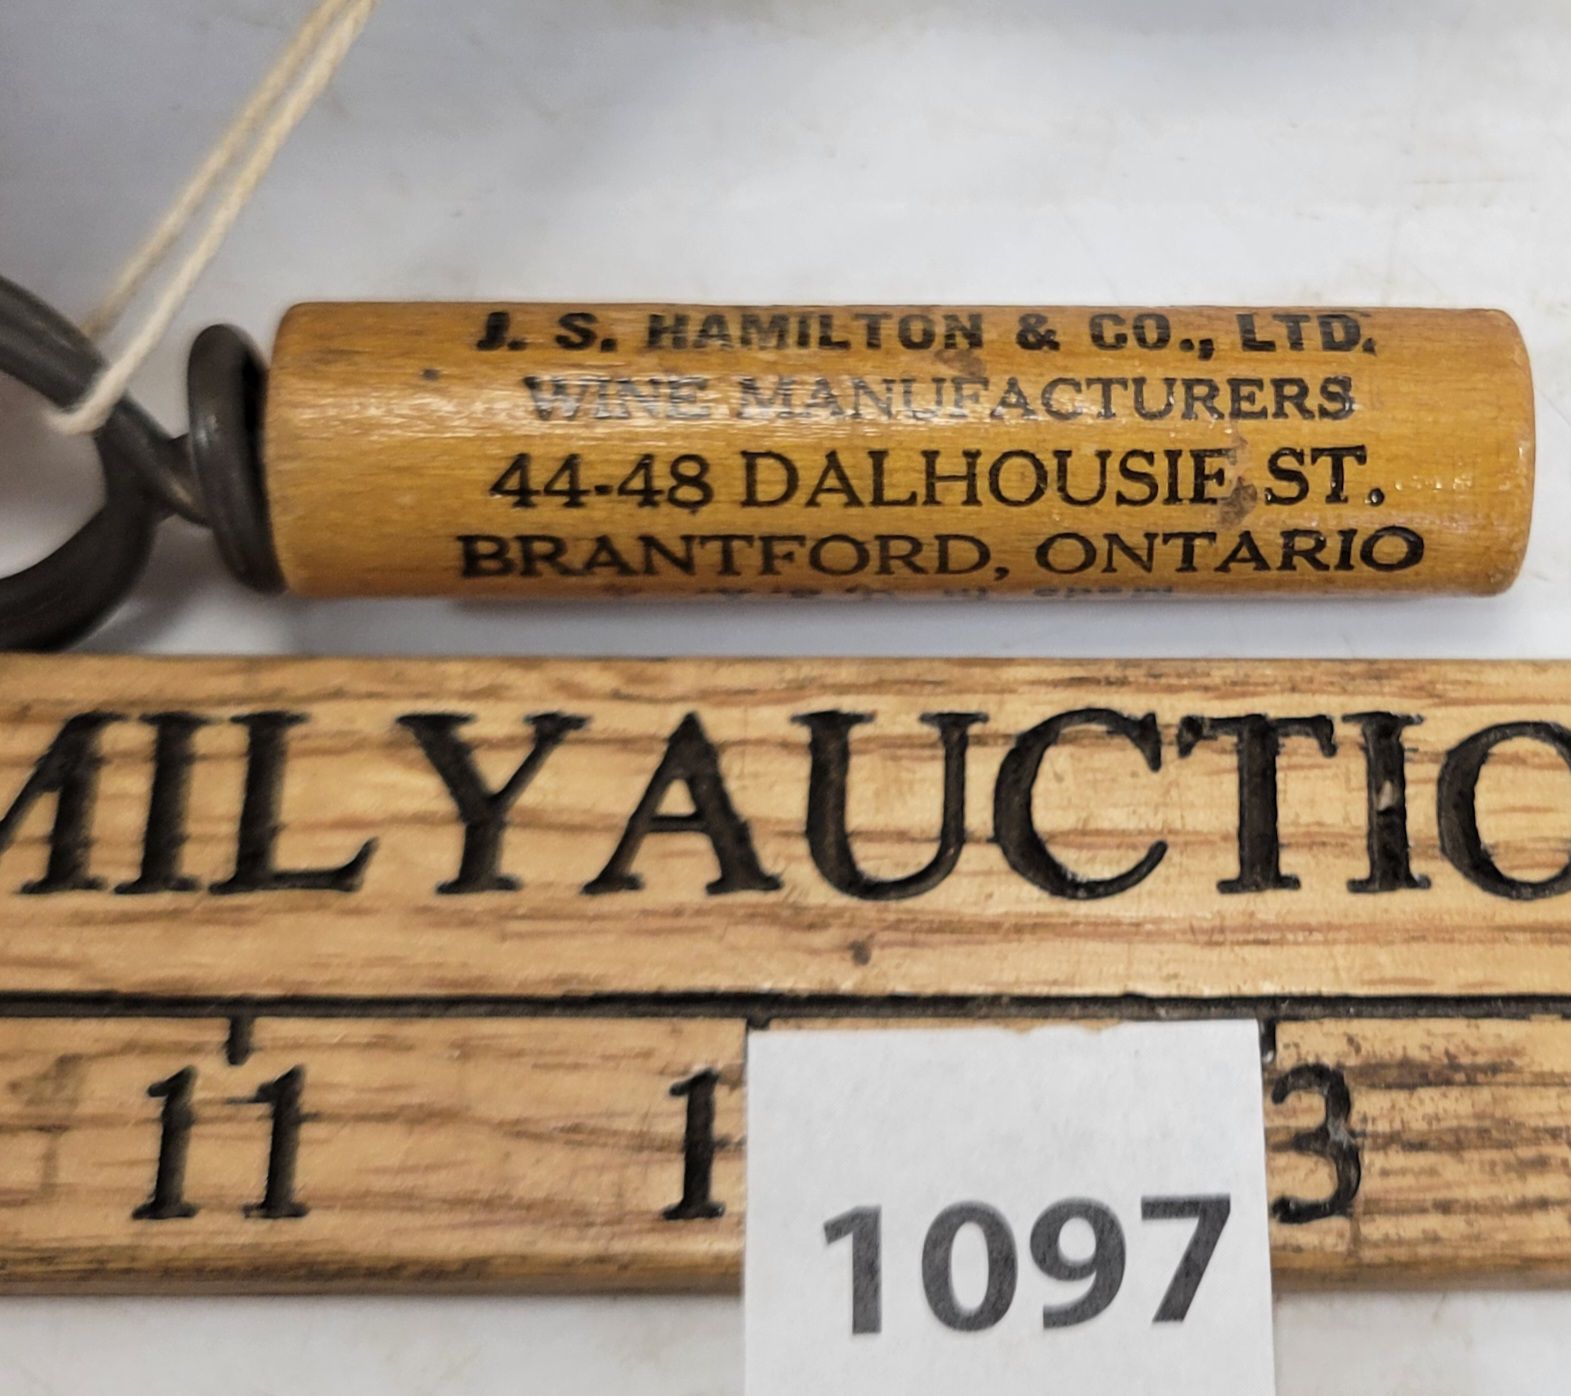 J. S. HAMILTON & CO., LTD.
WINE MANUFACTURERS
44-48 DALHOUSIE ST.
BRANTFORD, ONTARIO
MILYAUCTIO
11 1 3
1097